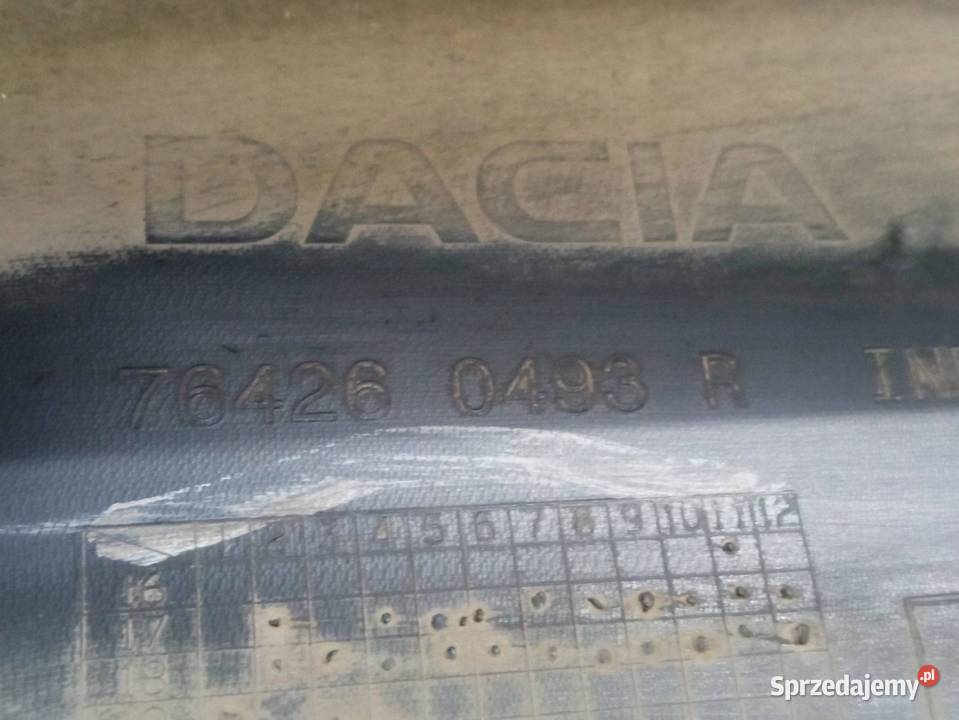 DACIA
76426 0493 R
1 2 3 4 5 6 7 8 9 10 11 12
Sprzedajemy.pl